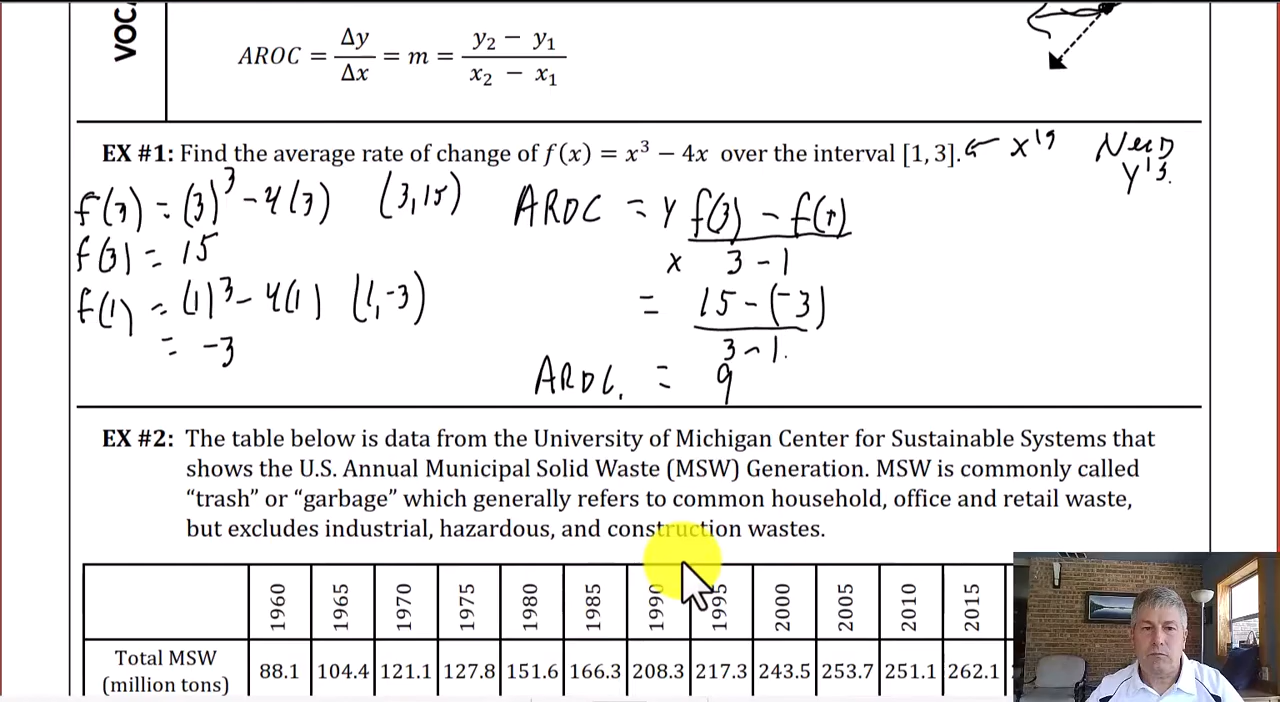 VOCA
AROC = Δy/Δx = m = (y₂ − y₁)/(x₂ − x₁)
EX #1: Find the average rate of change of f(x) = x³ − 4x over the interval [1, 3]. ← x's Need
y's.
f(3) = (3)³ - 4(3) (3,15) AROC = y f(3) - f(1)
f(3) = 15 x 3 - 1
f(1) = (1)³ - 4(1) (1,-3) = 15 - (-3)
= -3 3 - 1.
AROC. = 9
EX #2: The table below is data from the University of Michigan Center for Sustainable Systems that
shows the U.S. Annual Municipal Solid Waste (MSW) Generation. MSW is commonly called
“trash” or “garbage” which generally refers to common household, office and retail waste,
but excludes industrial, hazardous, and construction wastes.
1960 1965 1970 1975 1980 1985 1990 1995 2000 2005 2010 2015
Total MSW
(million tons) 88.1 104.4 121.1 127.8 151.6 166.3 208.3 217.3 243.5 253.7 251.1 262.1